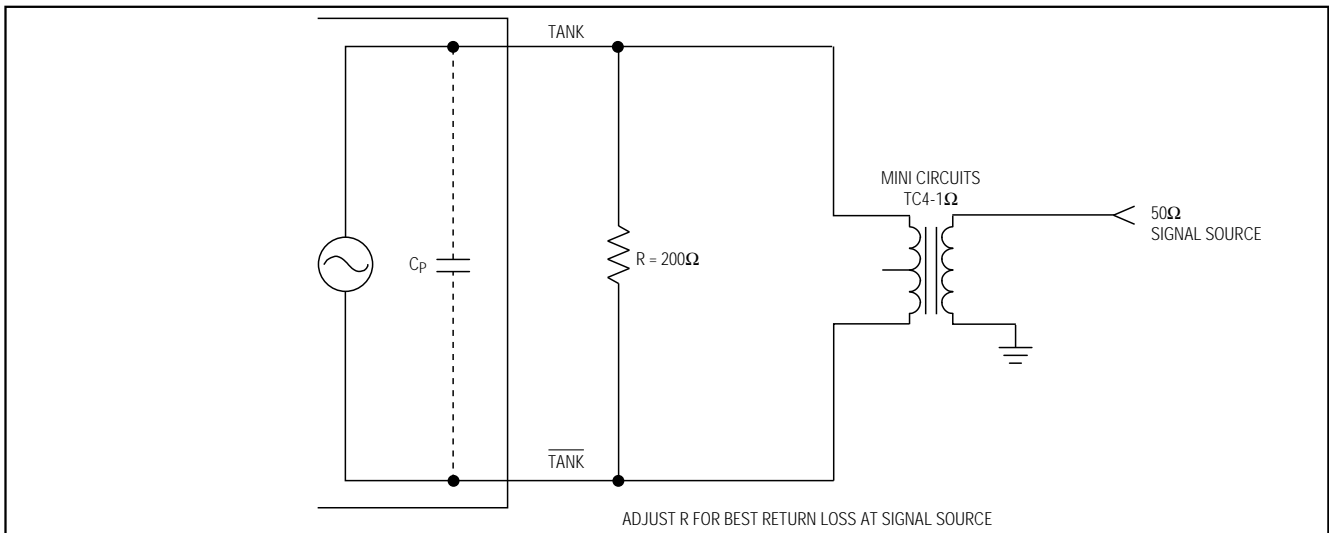 TANK
MINI CIRCUITS
TC4-1Ω
50Ω
SIGNAL SOURCE
CP
R = 200Ω
TANK
ADJUST R FOR BEST RETURN LOSS AT SIGNAL SOURCE